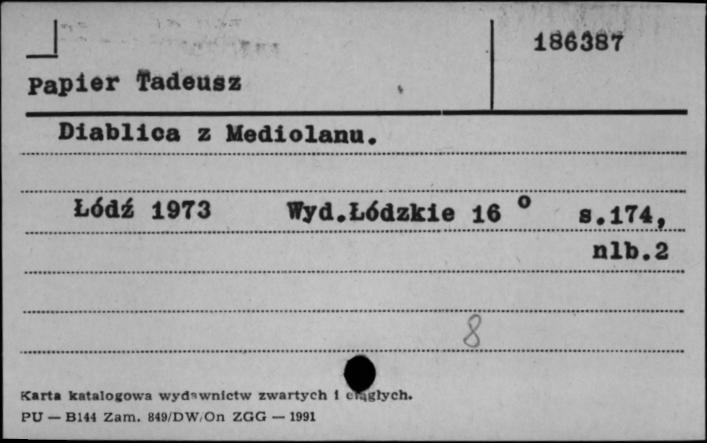 186387
Papier Tadeusz
Diablica z Mediolanu.
Łódź 1973 Wyd.Łódzkie 16 º s.174,
nlb.2
8
Karta katalogowa wydawnictw zwartych i ciągłych.
PU — B144 Zam. 849/DW/On ZGG — 1991